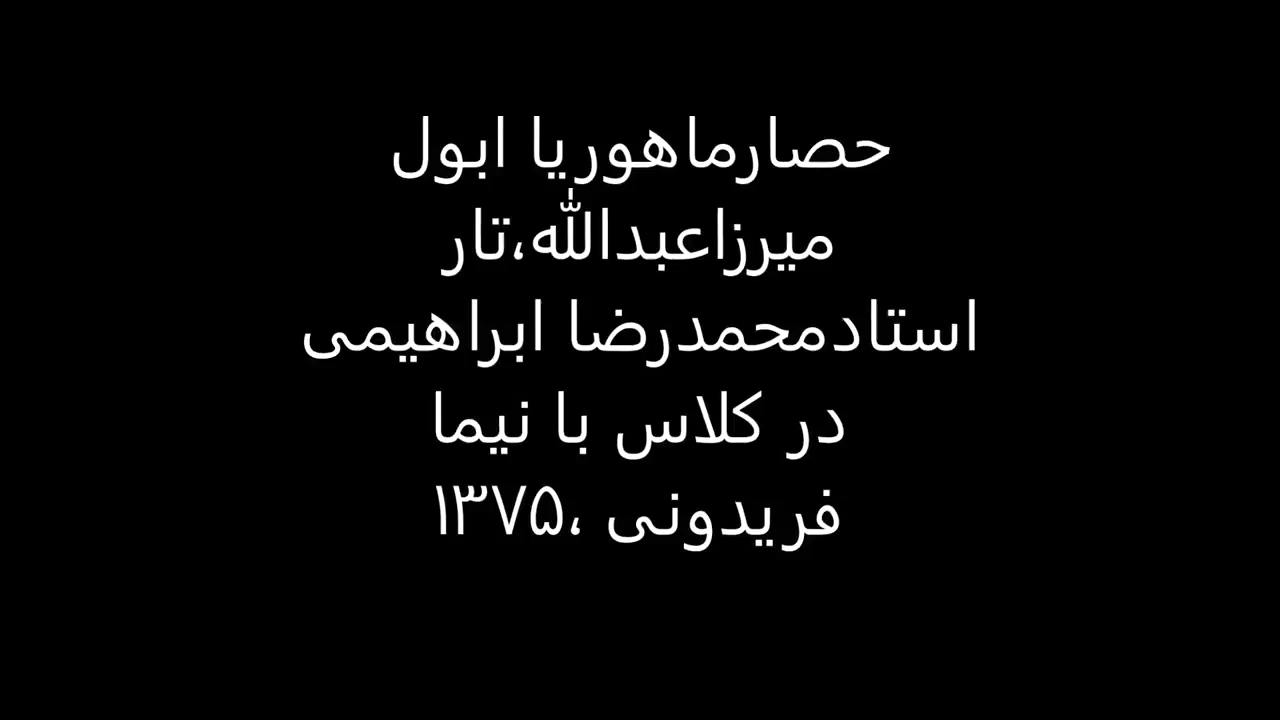 حصارماهوریا ابول
میرزاعبدالله،تار
استادمحمدرضا ابراهیمی
در کلاس با نیما
فریدونی ،۱۳۷۵